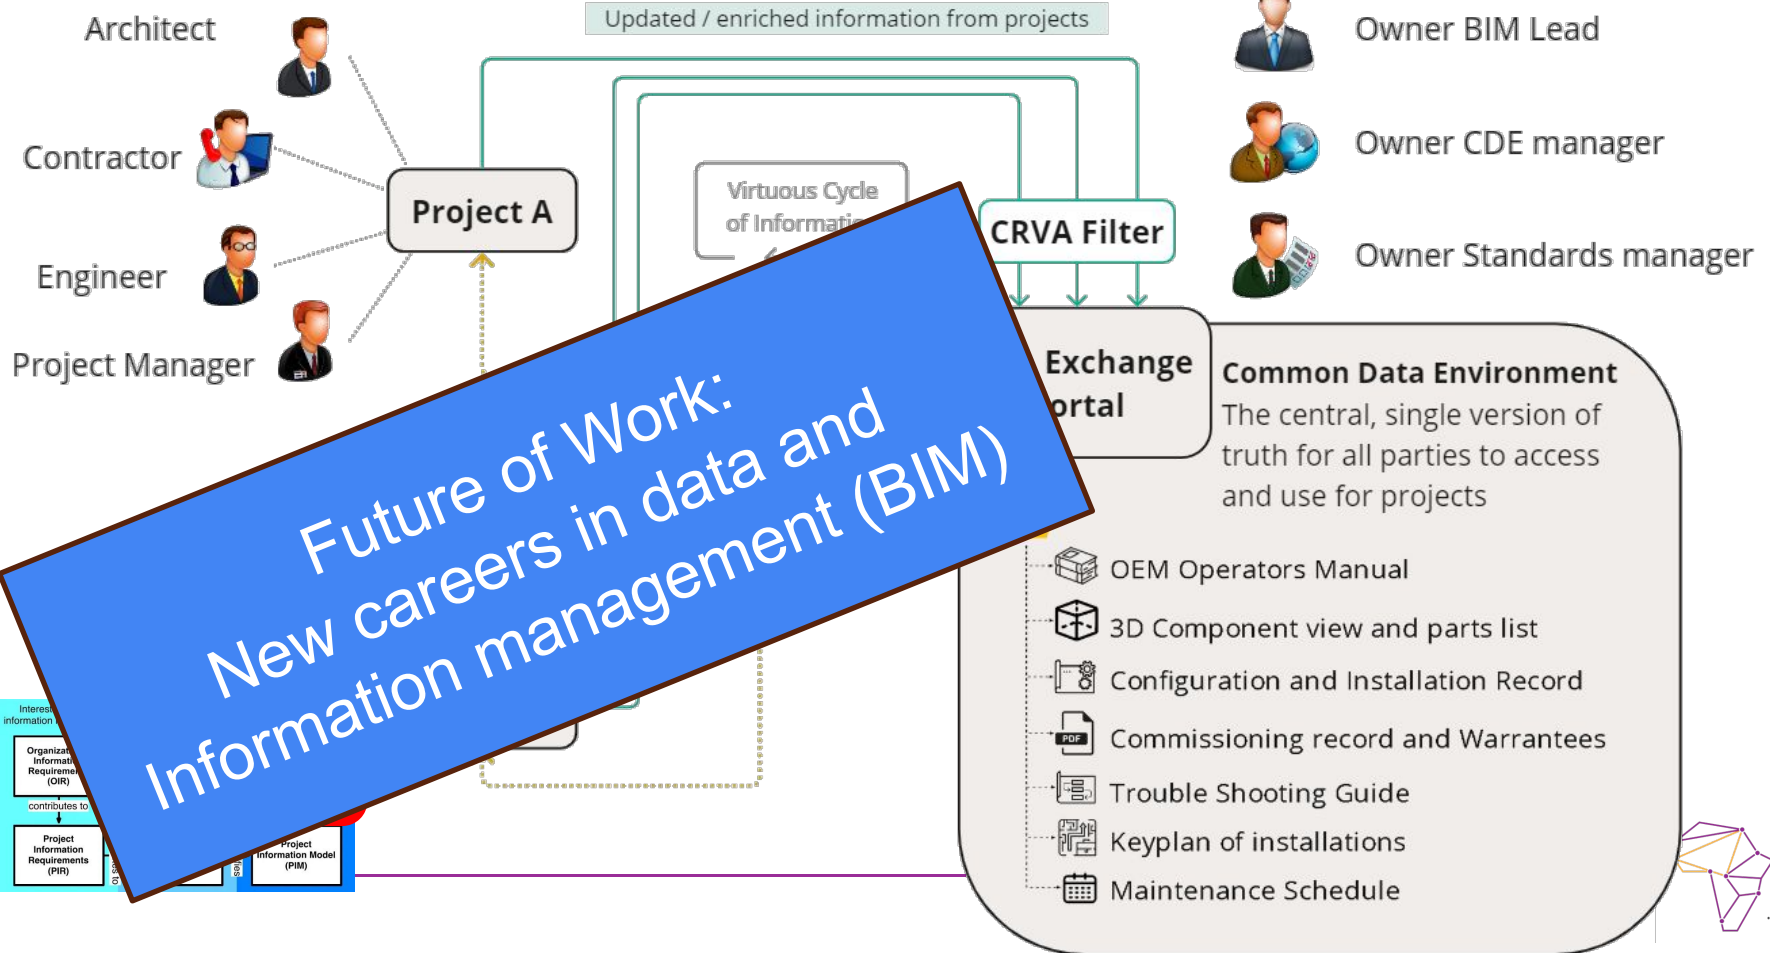 Updated / enriched information from projects
Architect
Contractor
Engineer
Project Manager
Project A
Virtuous Cycle
of
CRVA Filter
Owner BIM Lead
Owner CDE manager
Owner Standards manager
Exchange
Common Data Environment
The central, single version of
truth for all parties to access
and use for projects
OEM Operators Manual
3D Component view and parts list
Configuration and Installation Record
PDF
Commissioning record and Warrantees
Trouble Shooting Guide
Keyplan of installations
Maintenance Schedule
Future of Work:
New careers in data and
Information management (BIM)
information
(OIR)
contributes to
Project
Information
Requirements
(PIR)
to
Project
Information Model
(PIM)